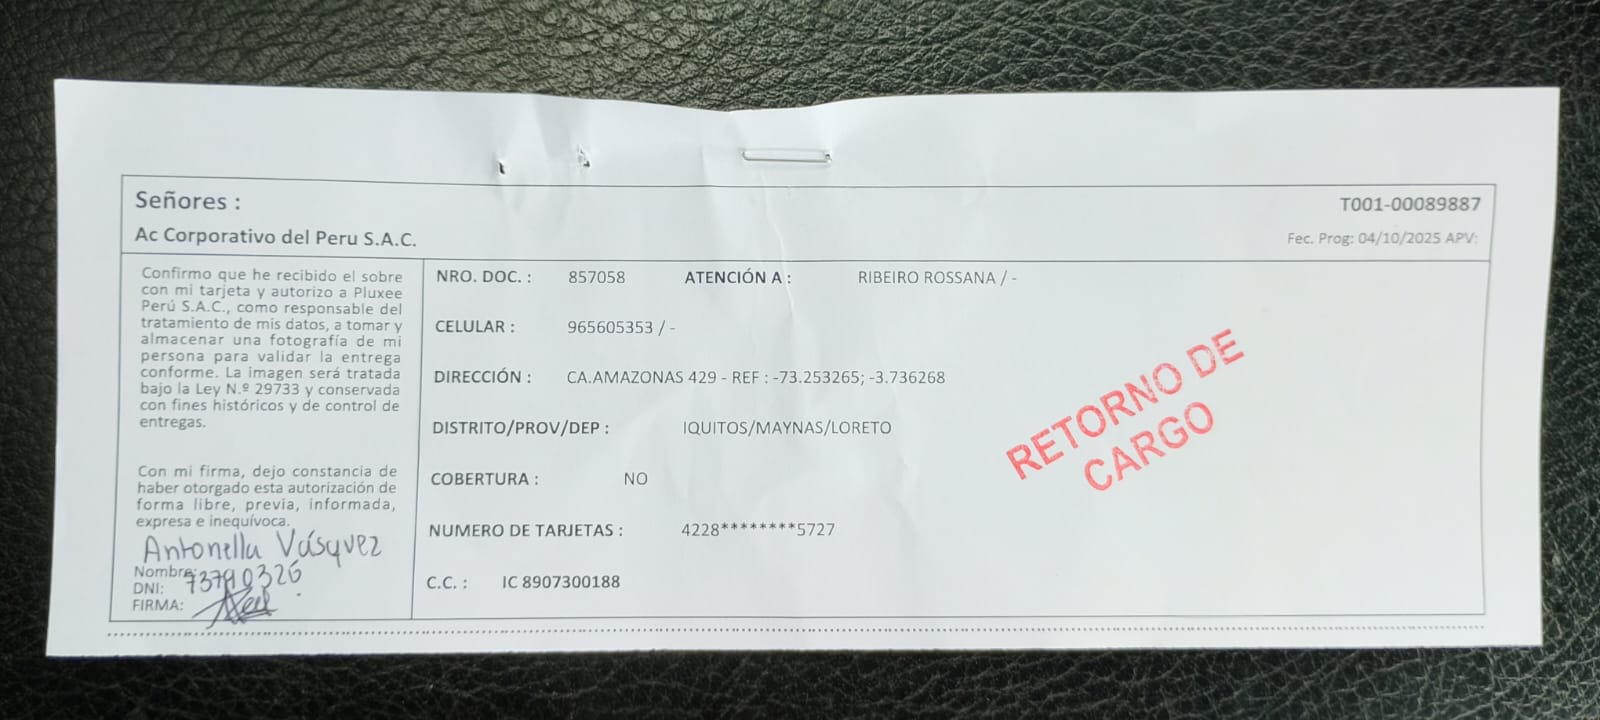 Señores :
T001-00089887
Ac Corporativo del Peru S.A.C.
Fec. Prog: 04/10/2025 APV:
Confirmo que he recibido el sobre
con mi tarjeta y autorizo a Pluxee
Perú S.A.C., como responsable del
tratamiento de mis datos, a tomar y
almacenar una fotografía de mi
persona para validar la entrega
conforme. La imagen será tratada
bajo la Ley N.º 29733 y conservada
con fines históricos y de control de
entregas.
Con mi firma, dejo constancia de
haber otorgado esta autorización de
forma libre, previa, informada,
expresa e inequívoca.
Antonella Vásquez
Nombre:
DNI: 73790326
FIRMA:
NRO. DOC. : 857058 ATENCIÓN A : RIBEIRO ROSSANA / -
CELULAR : 965605353 / -
DIRECCIÓN : CA.AMAZONAS 429 - REF : -73.253265; -3.736268
DISTRITO/PROV/DEP : IQUITOS/MAYNAS/LORETO
COBERTURA : NO
NUMERO DE TARJETAS : 4228********5727
C.C. : IC 8907300188
RETORNO DE
CARGO